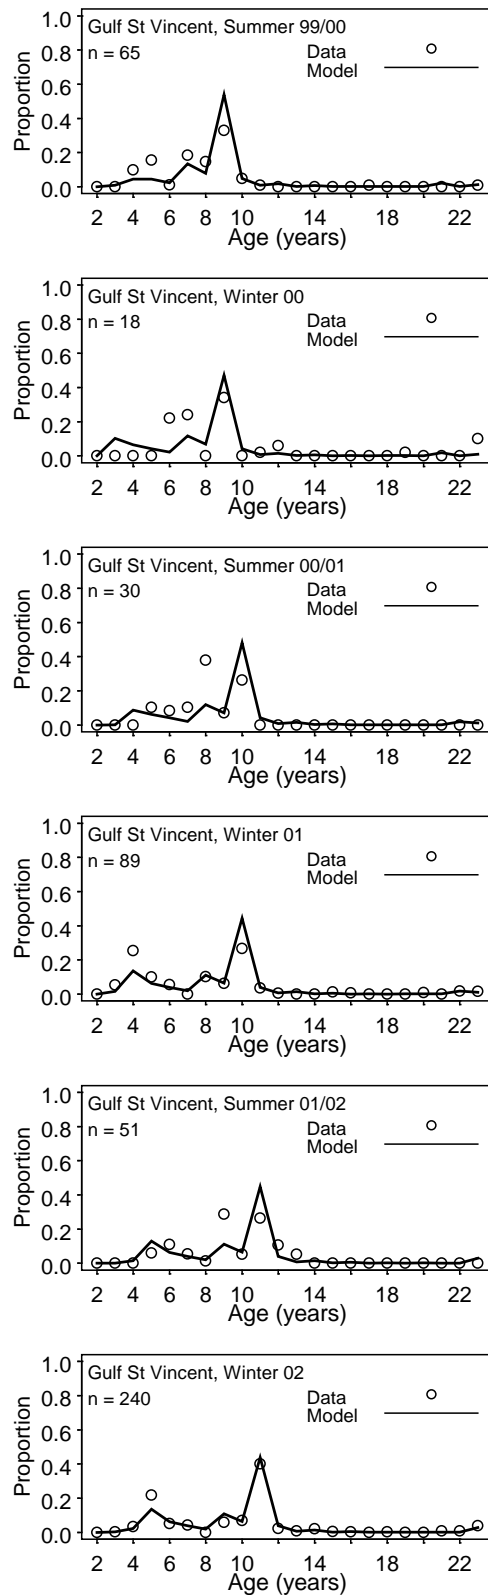 Gulf St Vincent, Summer 99/00
n = 65
Data
Model
Proportion
1.0
0.8
0.6
0.4
0.2
0.0
2 4 6 8 10 14 18 22
Age (years)
Gulf St Vincent, Winter 00
n = 18
Data
Model
Proportion
1.0
0.8
0.6
0.4
0.2
0.0
2 4 6 8 10 14 18 22
Age (years)
Gulf St Vincent, Summer 00/01
n = 30
Data
Model
Proportion
1.0
0.8
0.6
0.4
0.2
0.0
2 4 6 8 10 14 18 22
Age (years)
Gulf St Vincent, Winter 01
n = 89
Data
Model
Proportion
1.0
0.8
0.6
0.4
0.2
0.0
2 4 6 8 10 14 18 22
Age (years)
Gulf St Vincent, Summer 01/02
n = 51
Data
Model
Proportion
1.0
0.8
0.6
0.4
0.2
0.0
2 4 6 8 10 14 18 22
Age (years)
Gulf St Vincent, Winter 02
n = 240
Data
Model
Proportion
1.0
0.8
0.6
0.4
0.2
0.0
2 4 6 8 10 14 18 22
Age (years)